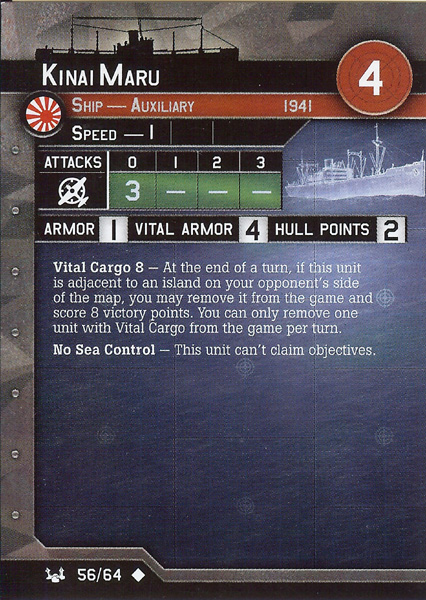 Kinai Maru
4
Ship — Auxiliary 1941
Speed — 1
ATTACKS 0 1 2 3
3 — — —
ARMOR 1 VITAL ARMOR 4 HULL POINTS 2
Vital Cargo 8 — At the end of a turn, if this unit
is adjacent to an island on your opponent's side
of the map, you may remove it from the game and
score 8 victory points. You can only remove one
unit with Vital Cargo from the game per turn.
No Sea Control — This unit can't claim objectives.
56/64